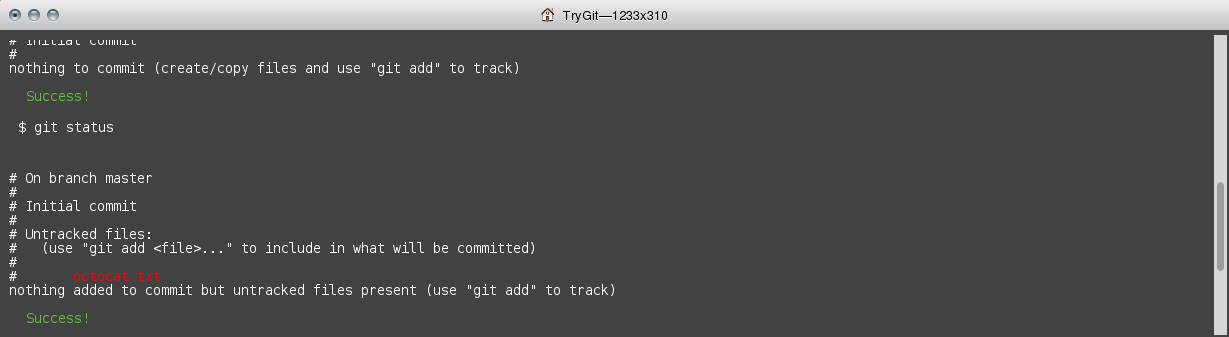 TryGit—1233x310
# Initial commit
#
nothing to commit (create/copy files and use "git add" to track)
Success!
$ git status
# On branch master
#
# Initial commit
#
# Untracked files:
#   (use "git add <file>..." to include in what will be committed)
#
#       octocat.txt
nothing added to commit but untracked files present (use "git add" to track)
Success!